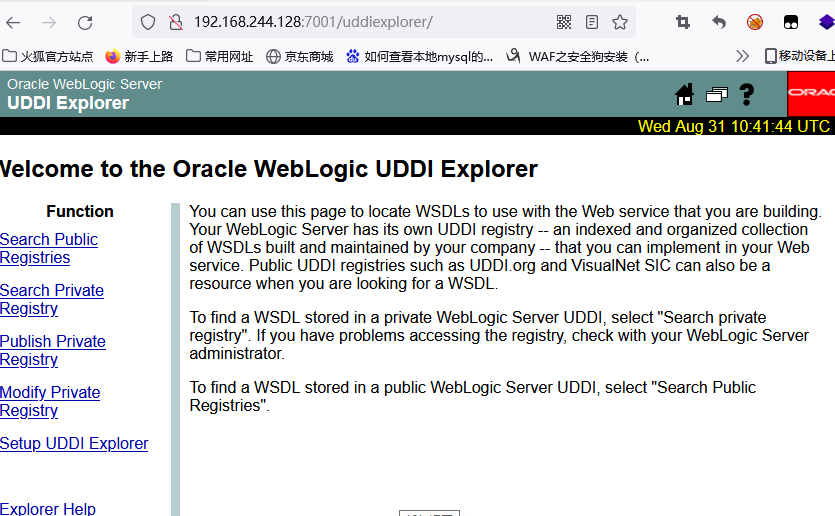 192.168.244.128:7001/uddiexplorer/
火狐官方站点 新手上路 常用网址 京东商城 如何查看本地mysql的... WAF之安全狗安装（... 移动设备上
Oracle WebLogic Server
UDDI Explorer
Wed Aug 31 10:41:44 UTC
Welcome to the Oracle WebLogic UDDI Explorer
Function
Search Public
Registries
Search Private
Registry
Publish Private
Registry
Modify Private
Registry
Setup UDDI Explorer
Explorer Help
You can use this page to locate WSDLs to use with the Web service that you are building.
Your WebLogic Server has its own UDDI registry -- an indexed and organized collection
of WSDLs built and maintained by your company -- that you can implement in your Web
service. Public UDDI registries such as UDDI.org and VisualNet SIC can also be a
resource when you are looking for a WSDL.
To find a WSDL stored in a private WebLogic Server UDDI, select "Search private
registry". If you have problems accessing the registry, check with your WebLogic Server
administrator.
To find a WSDL stored in a public WebLogic Server UDDI, select "Search Public
Registries".